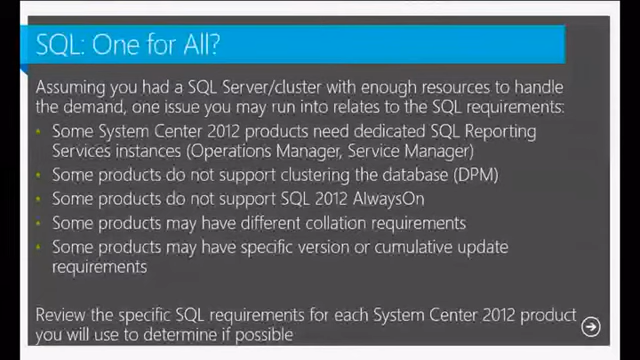 SQL: One for All?
Assuming you had a SQL Server/cluster with enough resources to handle
the demand, one issue you may run into relates to the SQL requirements:
• Some System Center 2012 products need dedicated SQL Reporting
Services instances (Operations Manager, Service Manager)
• Some products do not support clustering the database (DPM)
• Some products do not support SQL 2012 AlwaysOn
• Some products may have different collation requirements
• Some products may have specific version or cumulative update
requirements
Review the specific SQL requirements for each System Center 2012 product
you will use to determine if possible